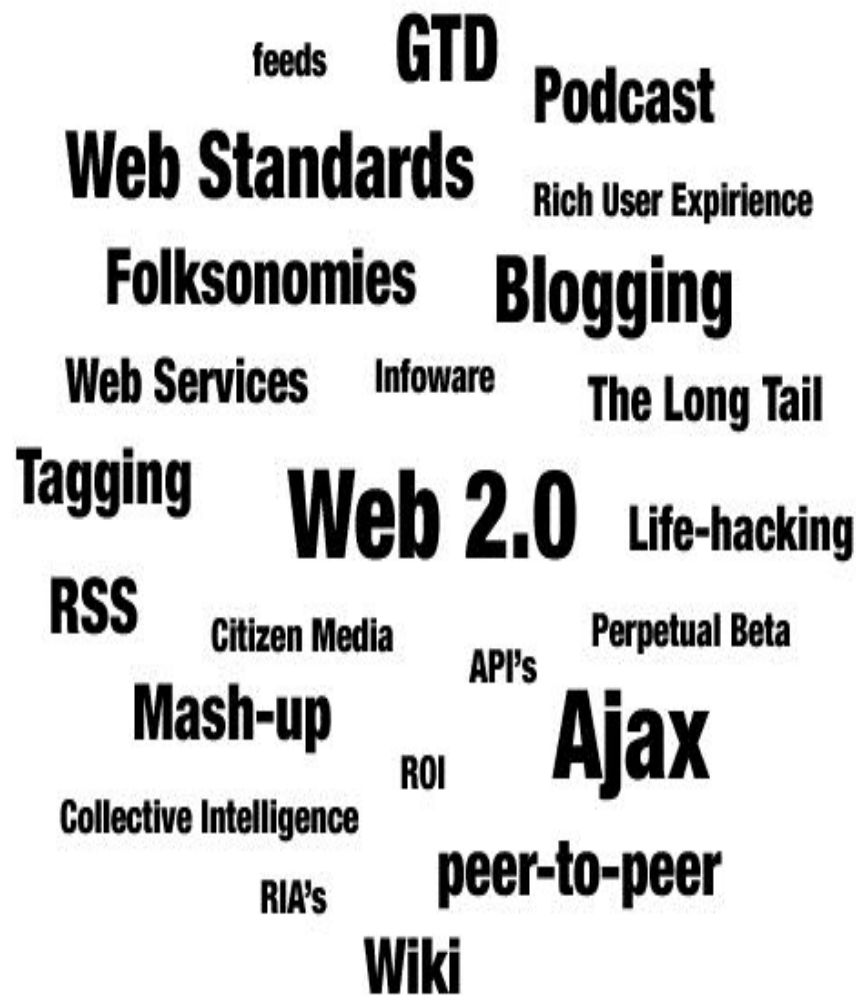 feeds
GTD
Podcast
Web Standards
Rich User Expirience
Folksonomies
Blogging
Web Services
Infoware
The Long Tail
Tagging
Web 2.0
Life-hacking
RSS
Citizen Media
Perpetual Beta
API's
Mash-up
Ajax
ROI
Collective Intelligence
peer-to-peer
RIA's
Wiki